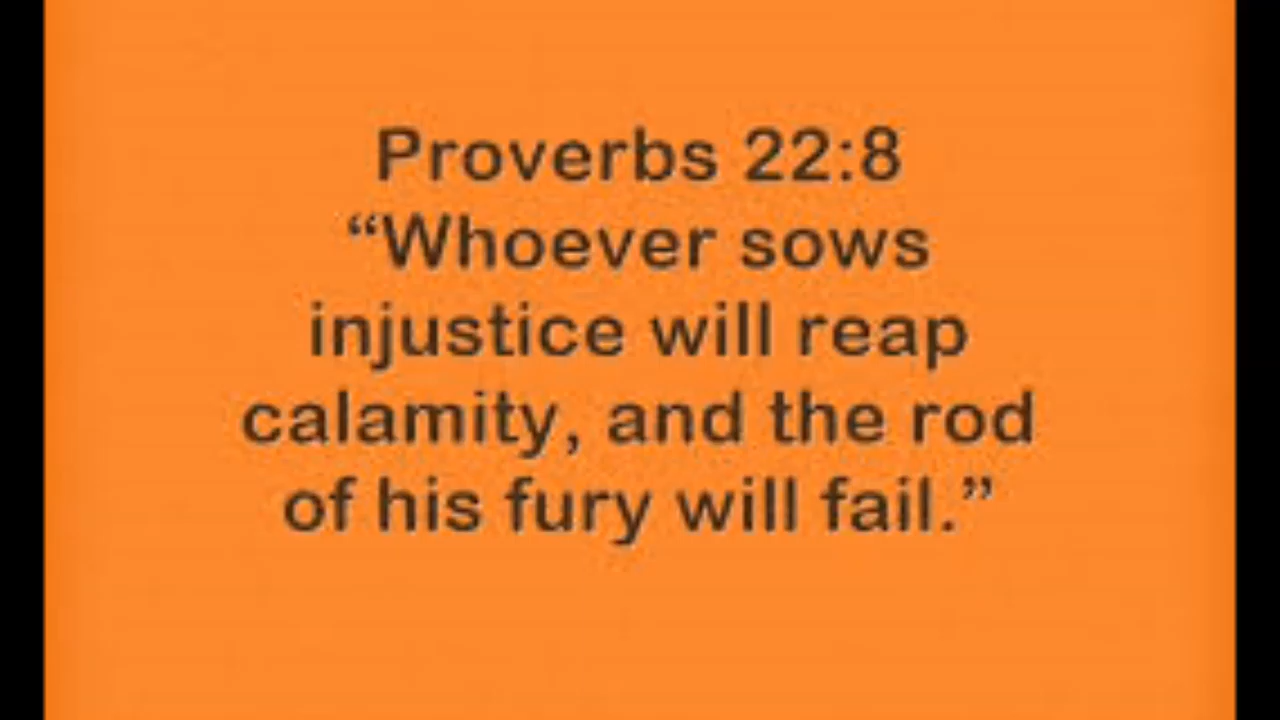 Proverbs 22:8
“Whoever sows
injustice will reap
calamity, and the rod
of his fury will fail.”